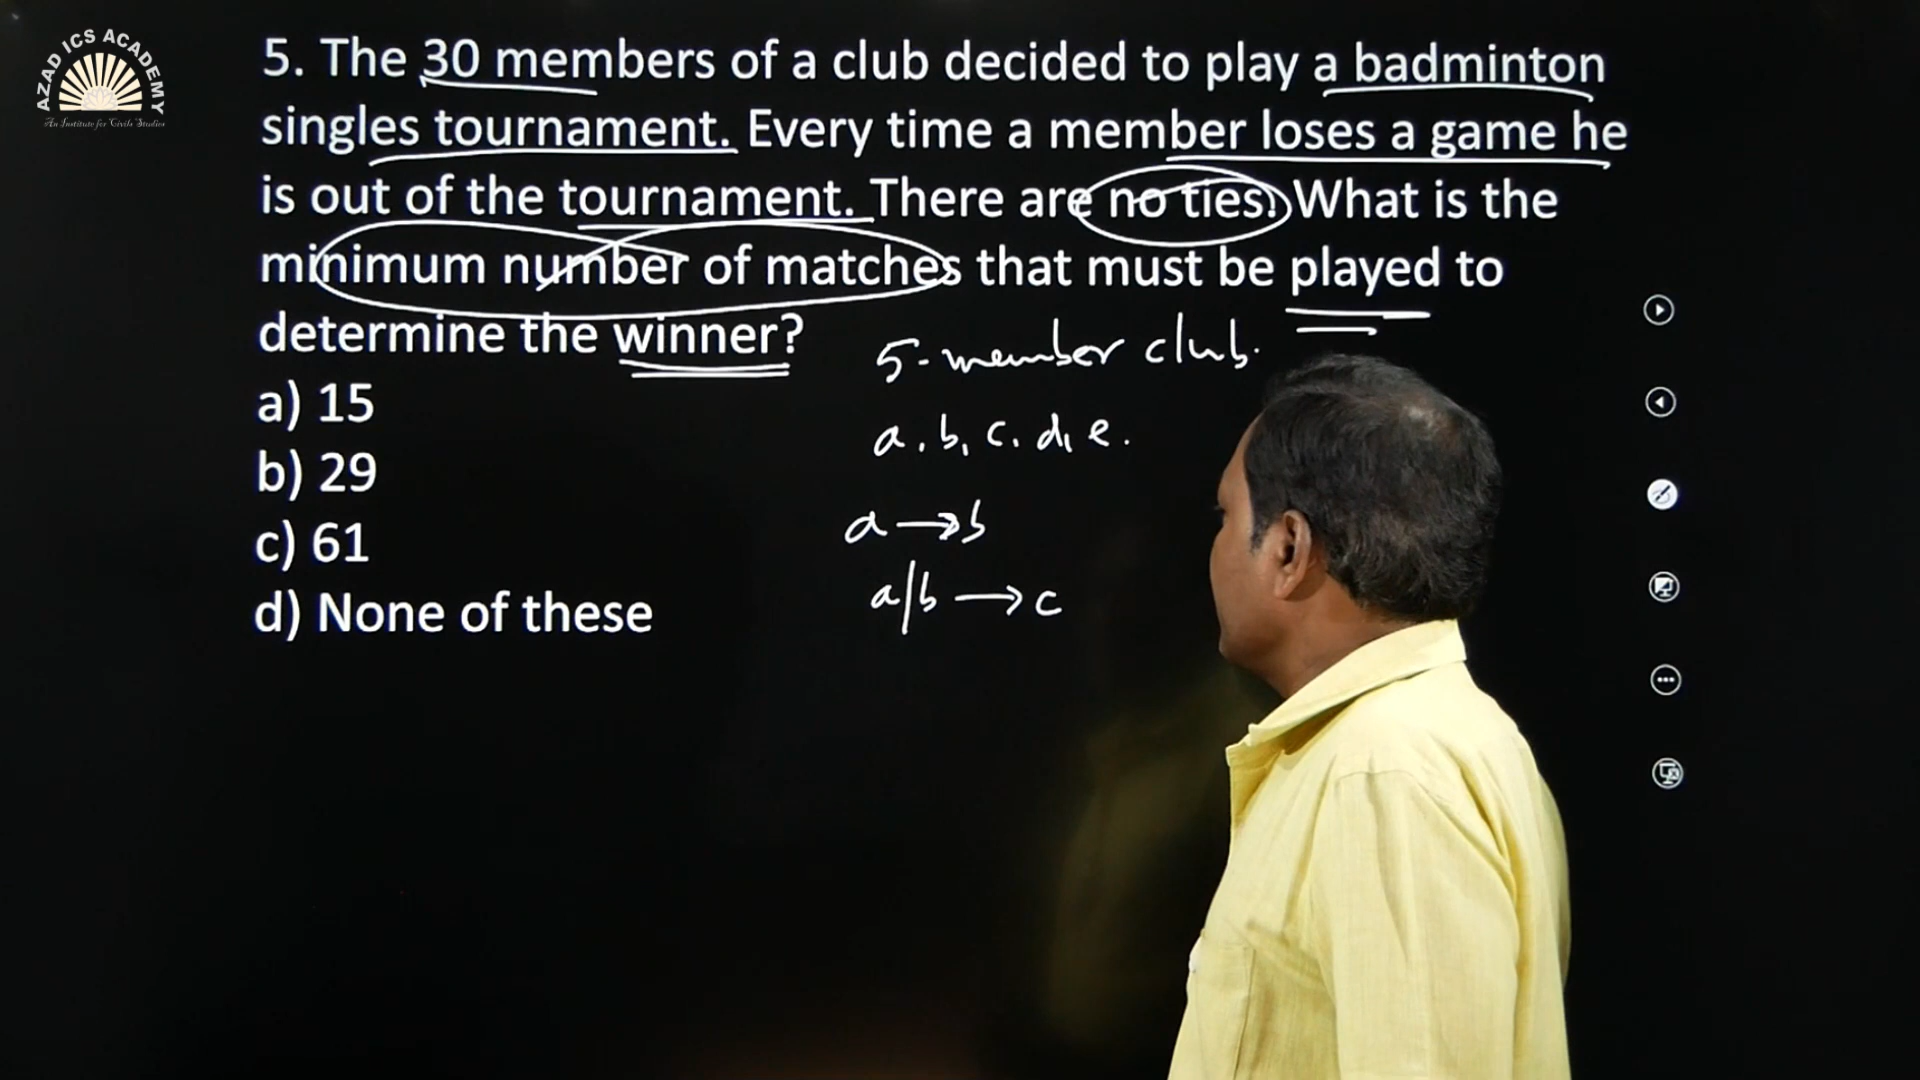 AZAD ICS ACADEMY
An Institute for Civils Studies
5. The 30 members of a club decided to play a badminton
singles tournament. Every time a member loses a game he
is out of the tournament. There are no ties. What is the
minimum number of matches that must be played to
determine the winner?
a) 15
b) 29
c) 61
d) None of these
5-member club.
a, b, c, d, e.
a → b
a/b → c